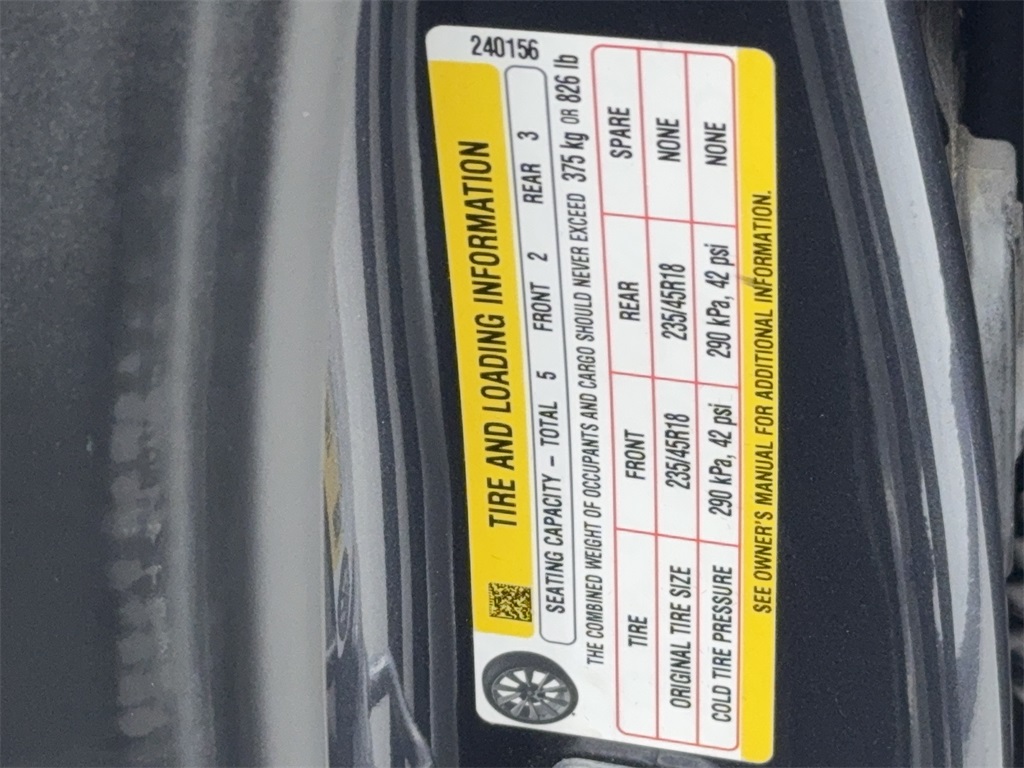 240156
TIRE AND LOADING INFORMATION
SEATING CAPACITY – TOTAL 5 FRONT 2 REAR 3
THE COMBINED WEIGHT OF OCCUPANTS AND CARGO SHOULD NEVER EXCEED 375 kg OR 826 lb
TIRE FRONT REAR SPARE
ORIGINAL TIRE SIZE 235/45R18 235/45R18 NONE
COLD TIRE PRESSURE 290 kPa, 42 psi 290 kPa, 42 psi NONE
SEE OWNER'S MANUAL FOR ADDITIONAL INFORMATION.